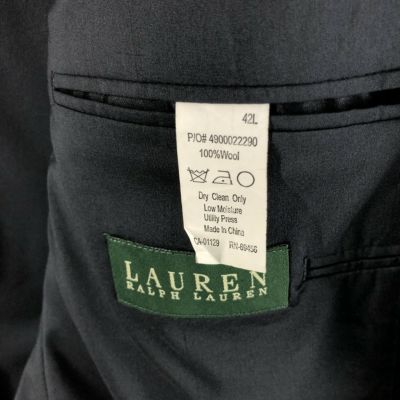 42L
P/O# 4900022290
100%Wool
Dry Clean Only
Low Moisture
Utility Press
Made In China
CA-01129 RN-69456
LAUREN
RALPH LAUREN